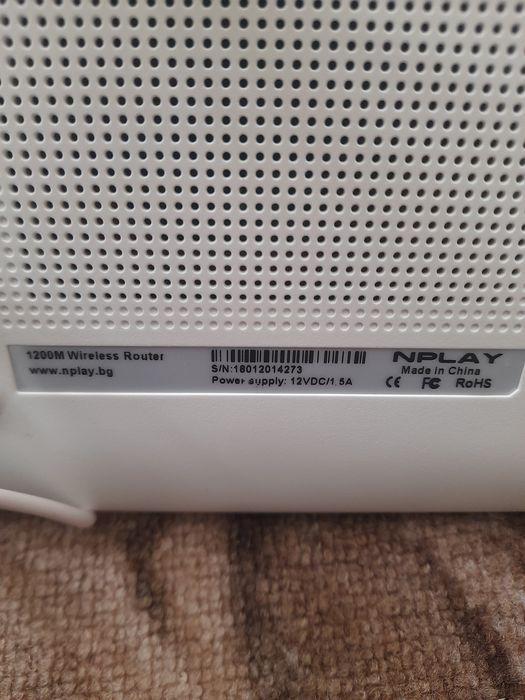 1200M Wireless Router
www.nplay.bg
S/N:18012014273
Power supply: 12VDC/1.5A
NPLAY
Made in China
CE FC RoHS